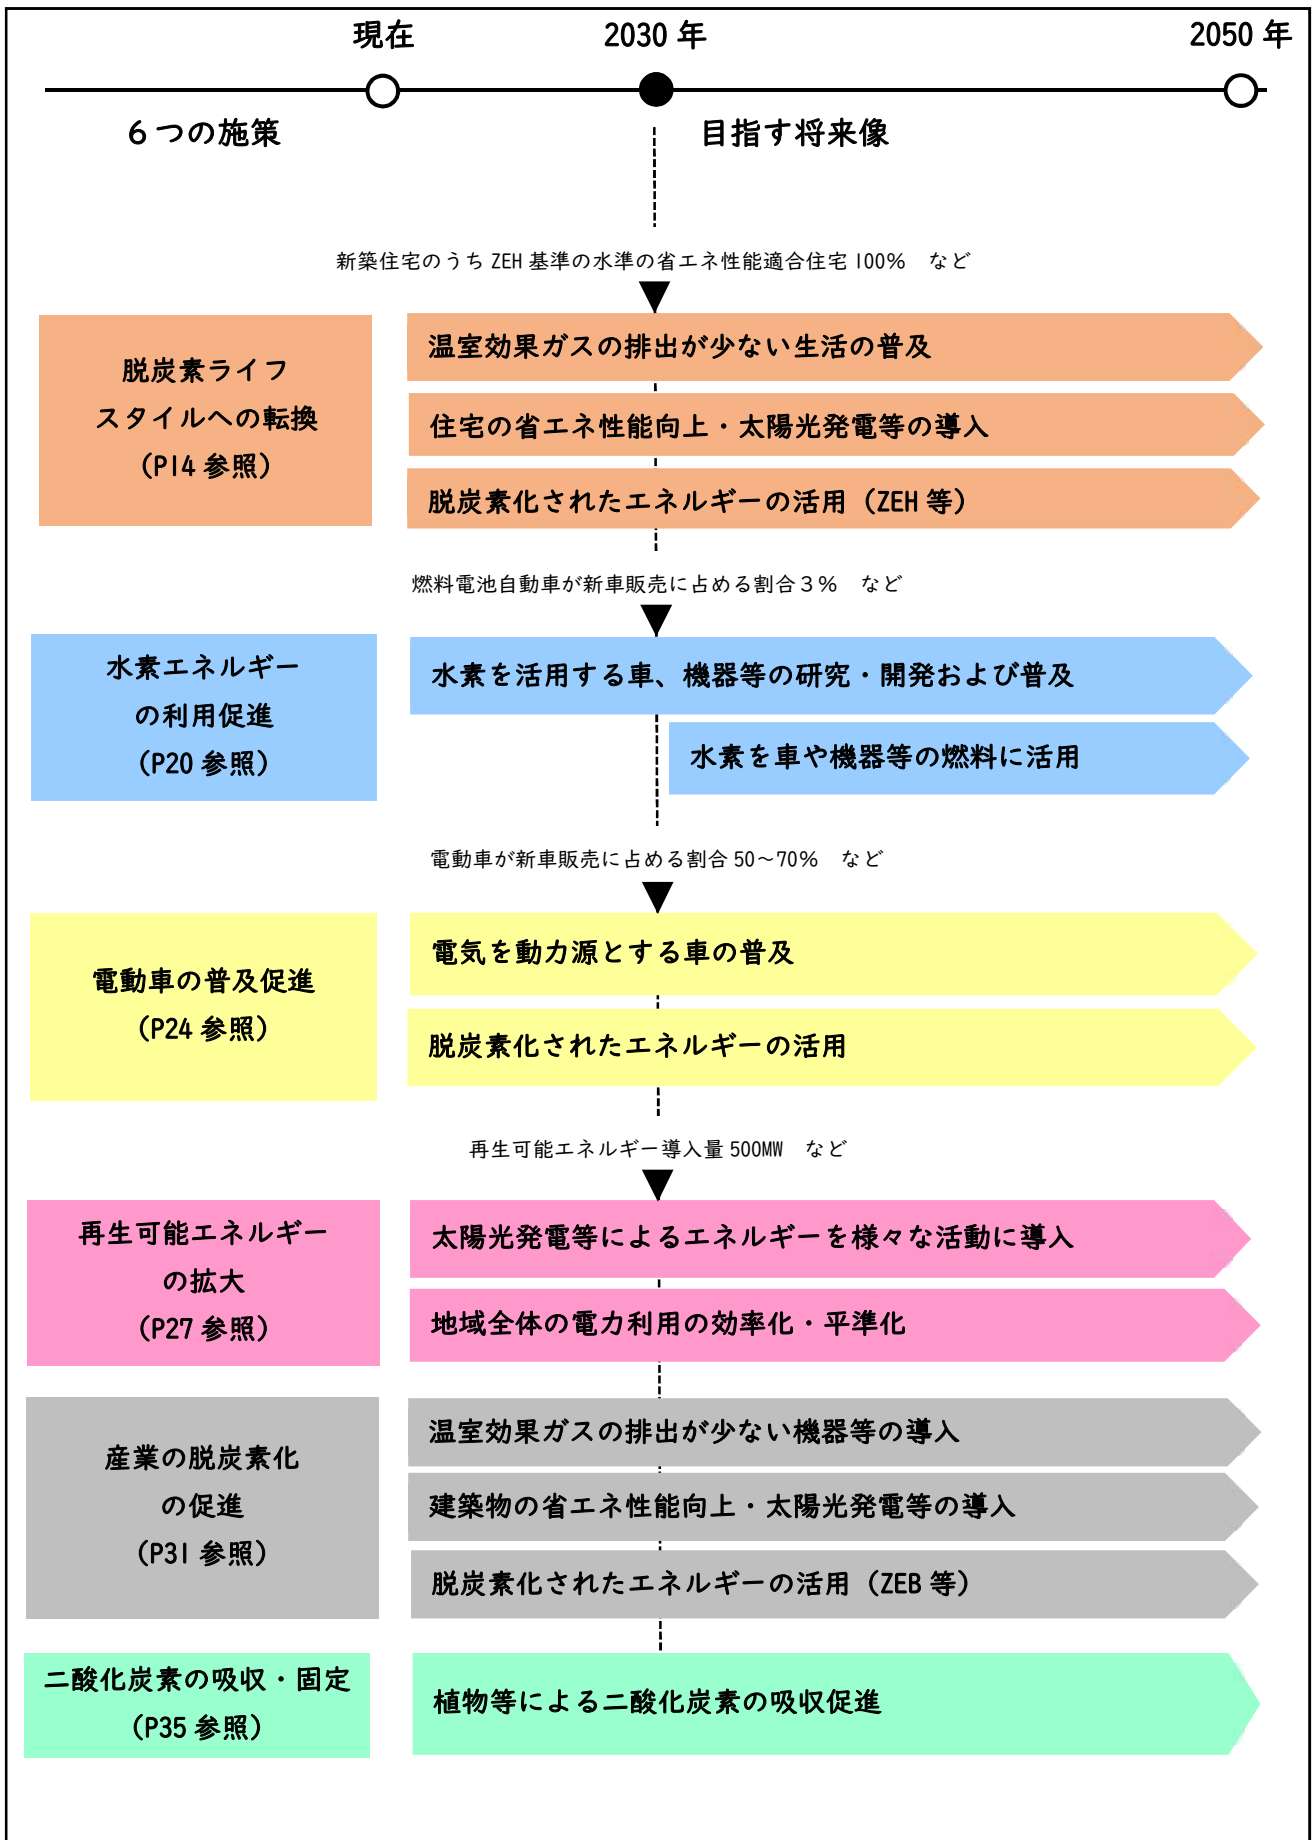 現在
2030 年
2050 年
6つの施策
目指す将来像
新築住宅のうち ZEH 基準の水準の省エネ性能適合住宅 100%　など
脱炭素ライフ
スタイルへの転換
（P14 参照）
温室効果ガスの排出が少ない生活の普及
住宅の省エネ性能向上・太陽光発電等の導入
脱炭素化されたエネルギーの活用（ZEH 等）
燃料電池自動車が新車販売に占める割合３%　など
水素エネルギー
の利用促進
（P20 参照）
水素を活用する車、機器等の研究・開発および普及
水素を車や機器等の燃料に活用
電動車が新車販売に占める割合 50～70%　など
電動車の普及促進
（P24 参照）
電気を動力源とする車の普及
脱炭素化されたエネルギーの活用
再生可能エネルギー導入量 500MW　など
再生可能エネルギー
の拡大
（P27 参照）
太陽光発電等によるエネルギーを様々な活動に導入
地域全体の電力利用の効率化・平準化
産業の脱炭素化
の促進
（P31 参照）
温室効果ガスの排出が少ない機器等の導入
建築物の省エネ性能向上・太陽光発電等の導入
脱炭素化されたエネルギーの活用（ZEB 等）
二酸化炭素の吸収・固定
（P35 参照）
植物等による二酸化炭素の吸収促進